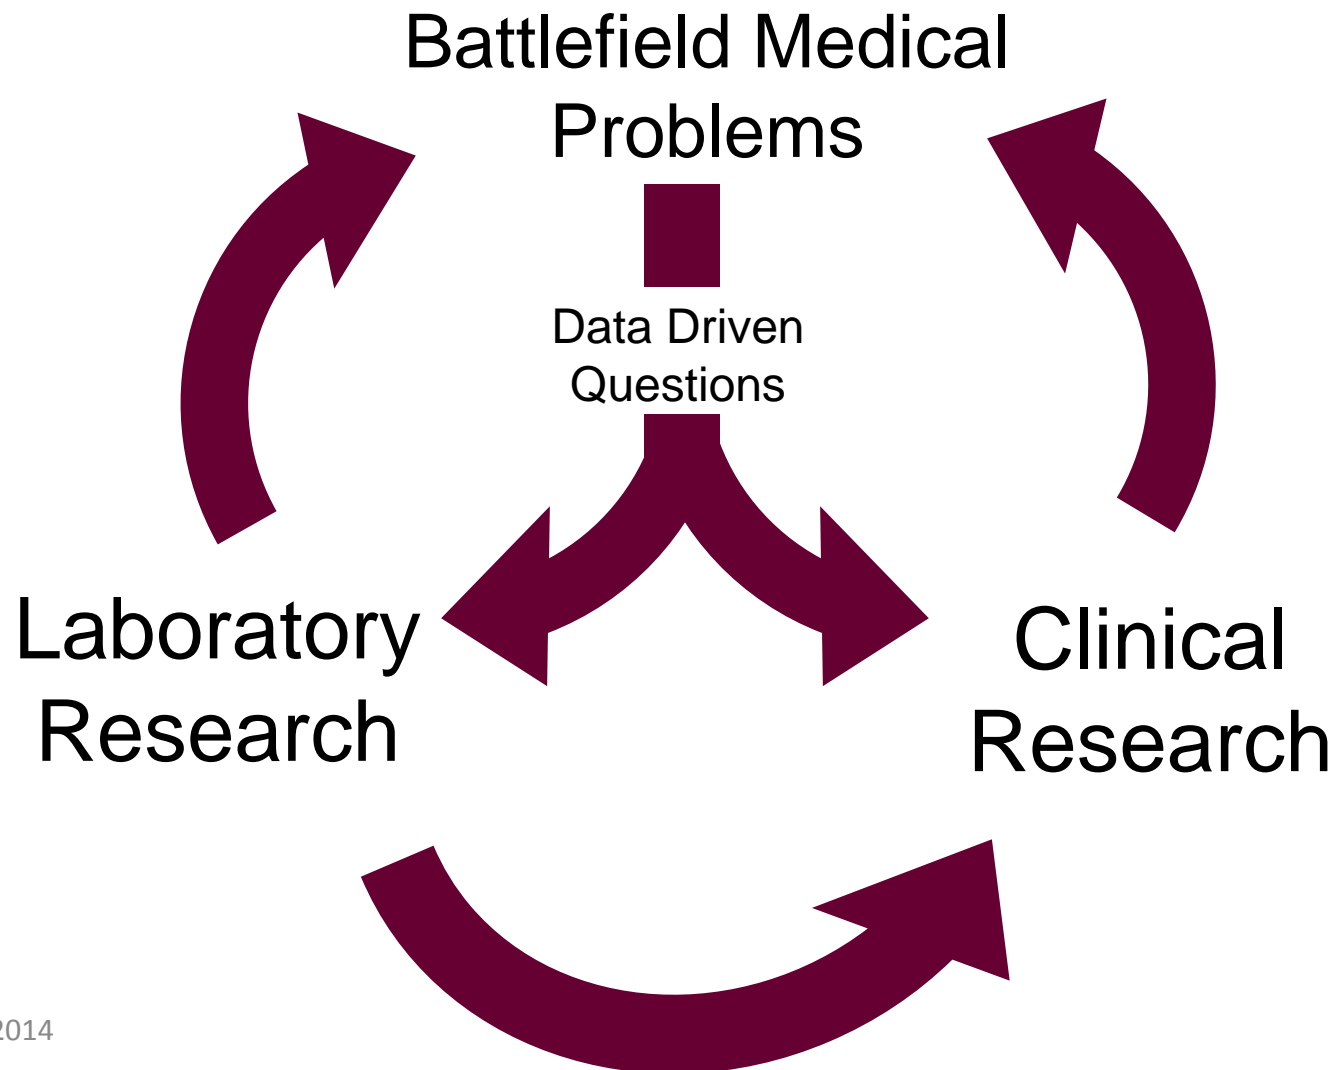 Battlefield Medical
Problems
Data Driven
Questions
Laboratory
Research
Clinical
Research
2014